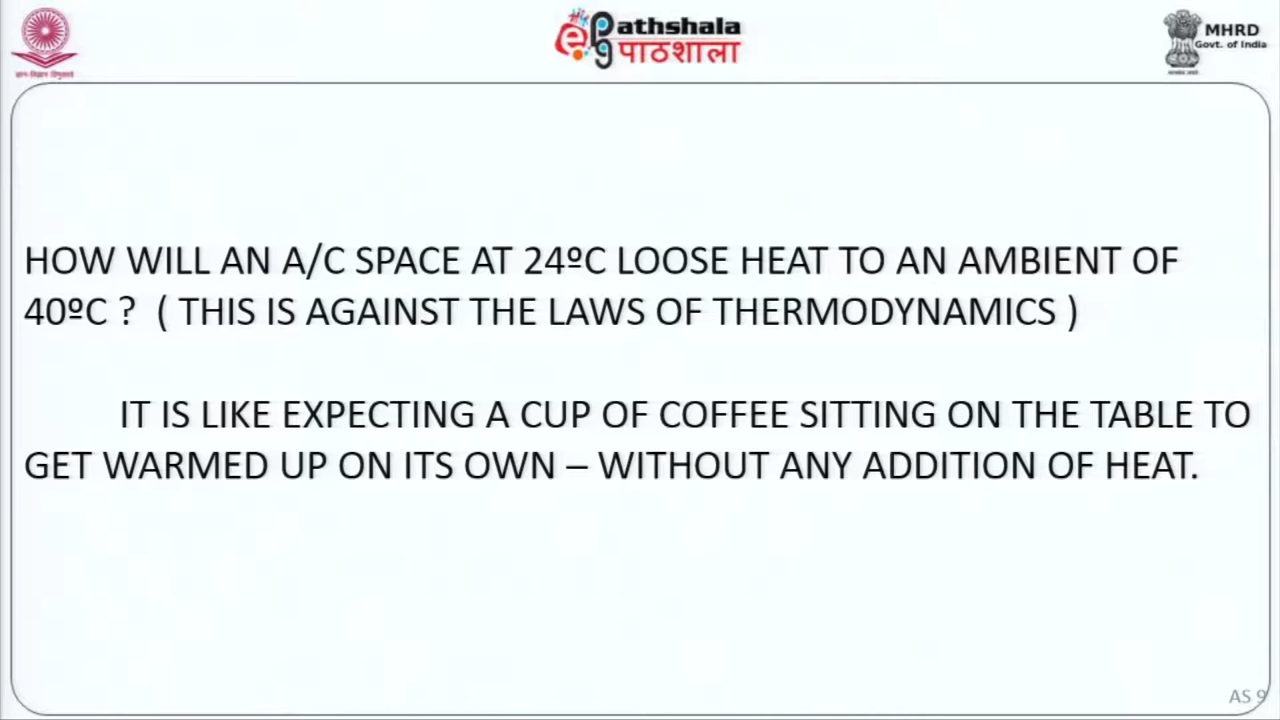 ePGpathshala
पाठशाला
MHRD
Govt. of India
HOW WILL AN A/C SPACE AT 24ºC LOOSE HEAT TO AN AMBIENT OF
40ºC ? ( THIS IS AGAINST THE LAWS OF THERMODYNAMICS )
IT IS LIKE EXPECTING A CUP OF COFFEE SITTING ON THE TABLE TO
GET WARMED UP ON ITS OWN – WITHOUT ANY ADDITION OF HEAT.
AS 9